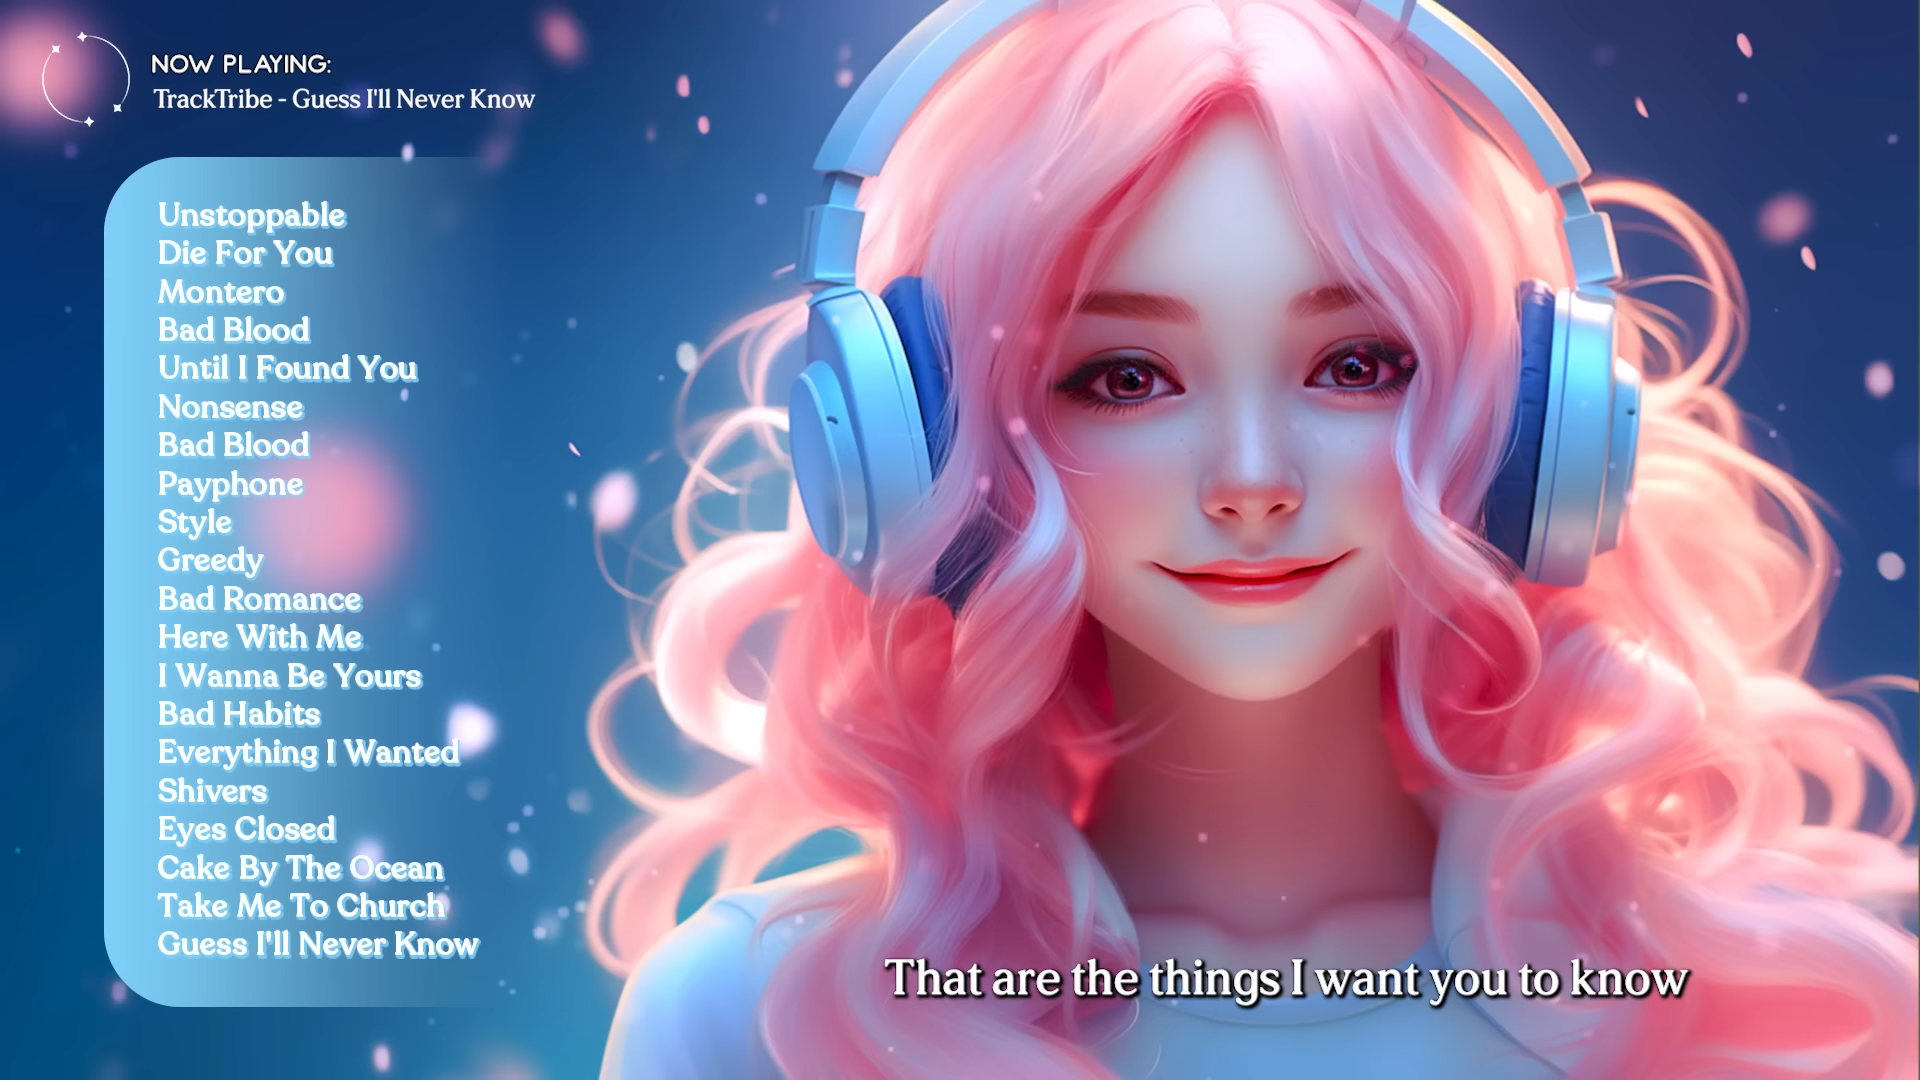 NOW PLAYING:
TrackTribe - Guess I'll Never Know
Unstoppable
Die For You
Montero
Bad Blood
Until I Found You
Nonsense
Bad Blood
Payphone
Style
Greedy
Bad Romance
Here With Me
I Wanna Be Yours
Bad Habits
Everything I Wanted
Shivers
Eyes Closed
Cake By The Ocean
Take Me To Church
Guess I'll Never Know
That are the things I want you to know